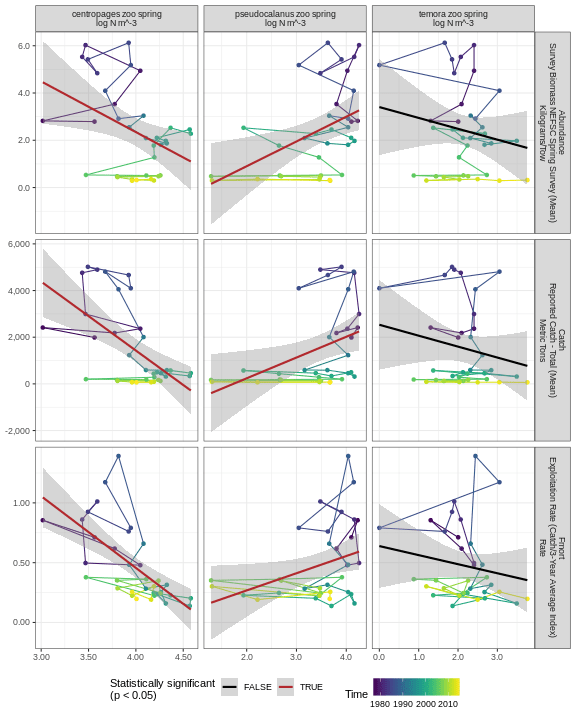 centropages zoo spring
log N m^-3
pseudocalanus zoo spring
log N m^-3
temora zoo spring
log N m^-3
6.0
4.0
2.0
0.0
Abundance
Survey Biomass NEFSC Spring Survey (Mean)
Kilograms/Tow
6,000
4,000
2,000
0
-2,000
Catch
Reported Catch - Total (Mean)
Metric Tons
1.00
0.50
0.00
Fmort
Exploitation Rate (Catch/3-Year Average Index)
Rate
3.00 3.50 4.00 4.50
2.0 3.0 4.0
0.0 1.0 2.0 3.0
Statistically significant
(p < 0.05)
FALSE
TRUE
Time
1980 1990 2000 2010